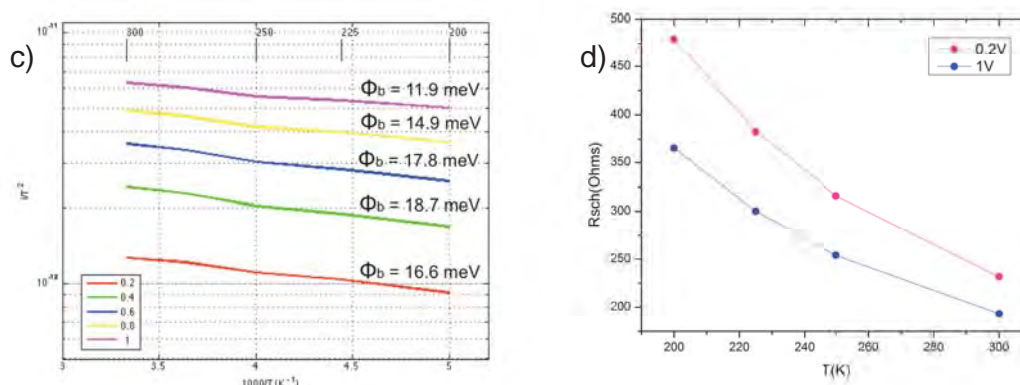 c)
10^-11
300 250 225 200
Φb = 11.9 meV
Φb = 14.9 meV
Φb = 17.8 meV
Φb = 18.7 meV
Φb = 16.6 meV
I/T^-2
0.2
0.4
0.6
0.8
1
3 3.5 4 4.5 5
1000/T (K^-1)
d)
500
450
400
350
300
250
200
Rsch(Ohms)
0.2V
1V
200 220 240 260 280 300
T(K)